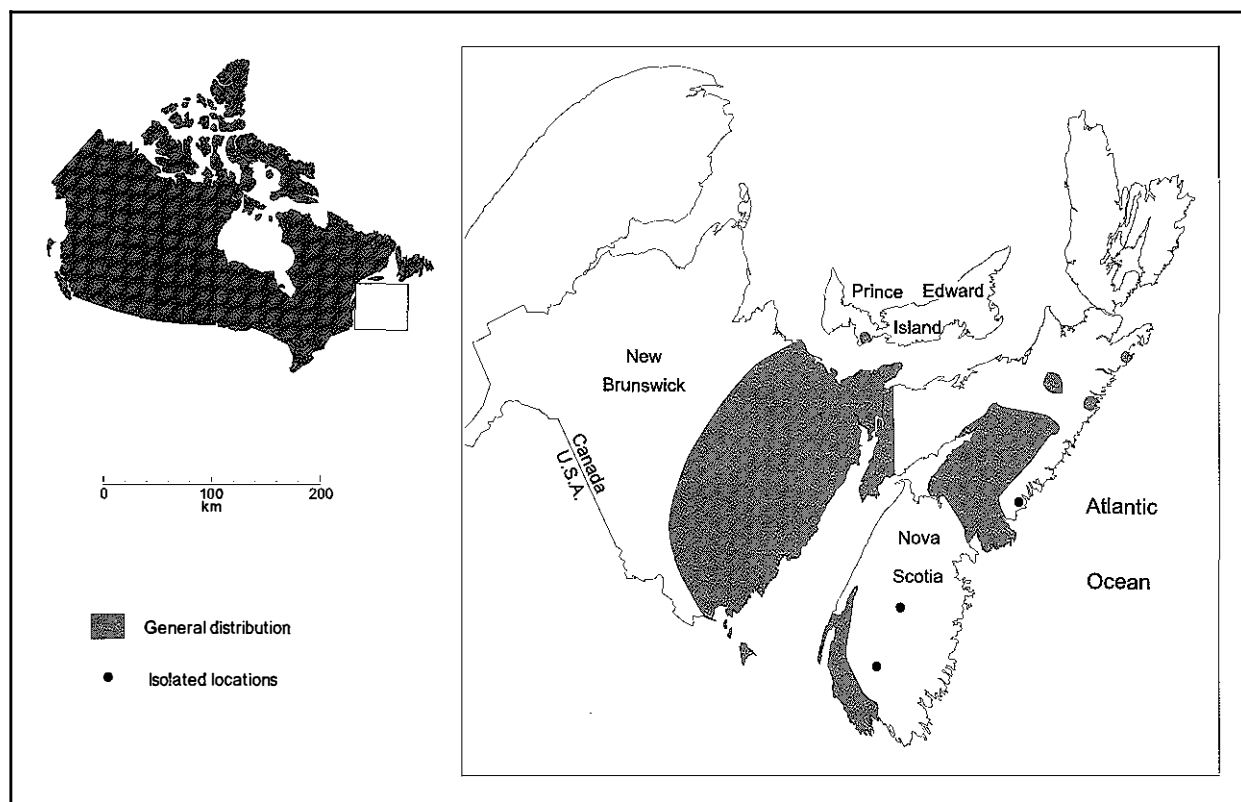 Prince Edward
Island
New
Brunswick
Canada
U.S.A.
0 100 200
km
Atlantic
Ocean
Nova
Scotia
General distribution
Isolated locations